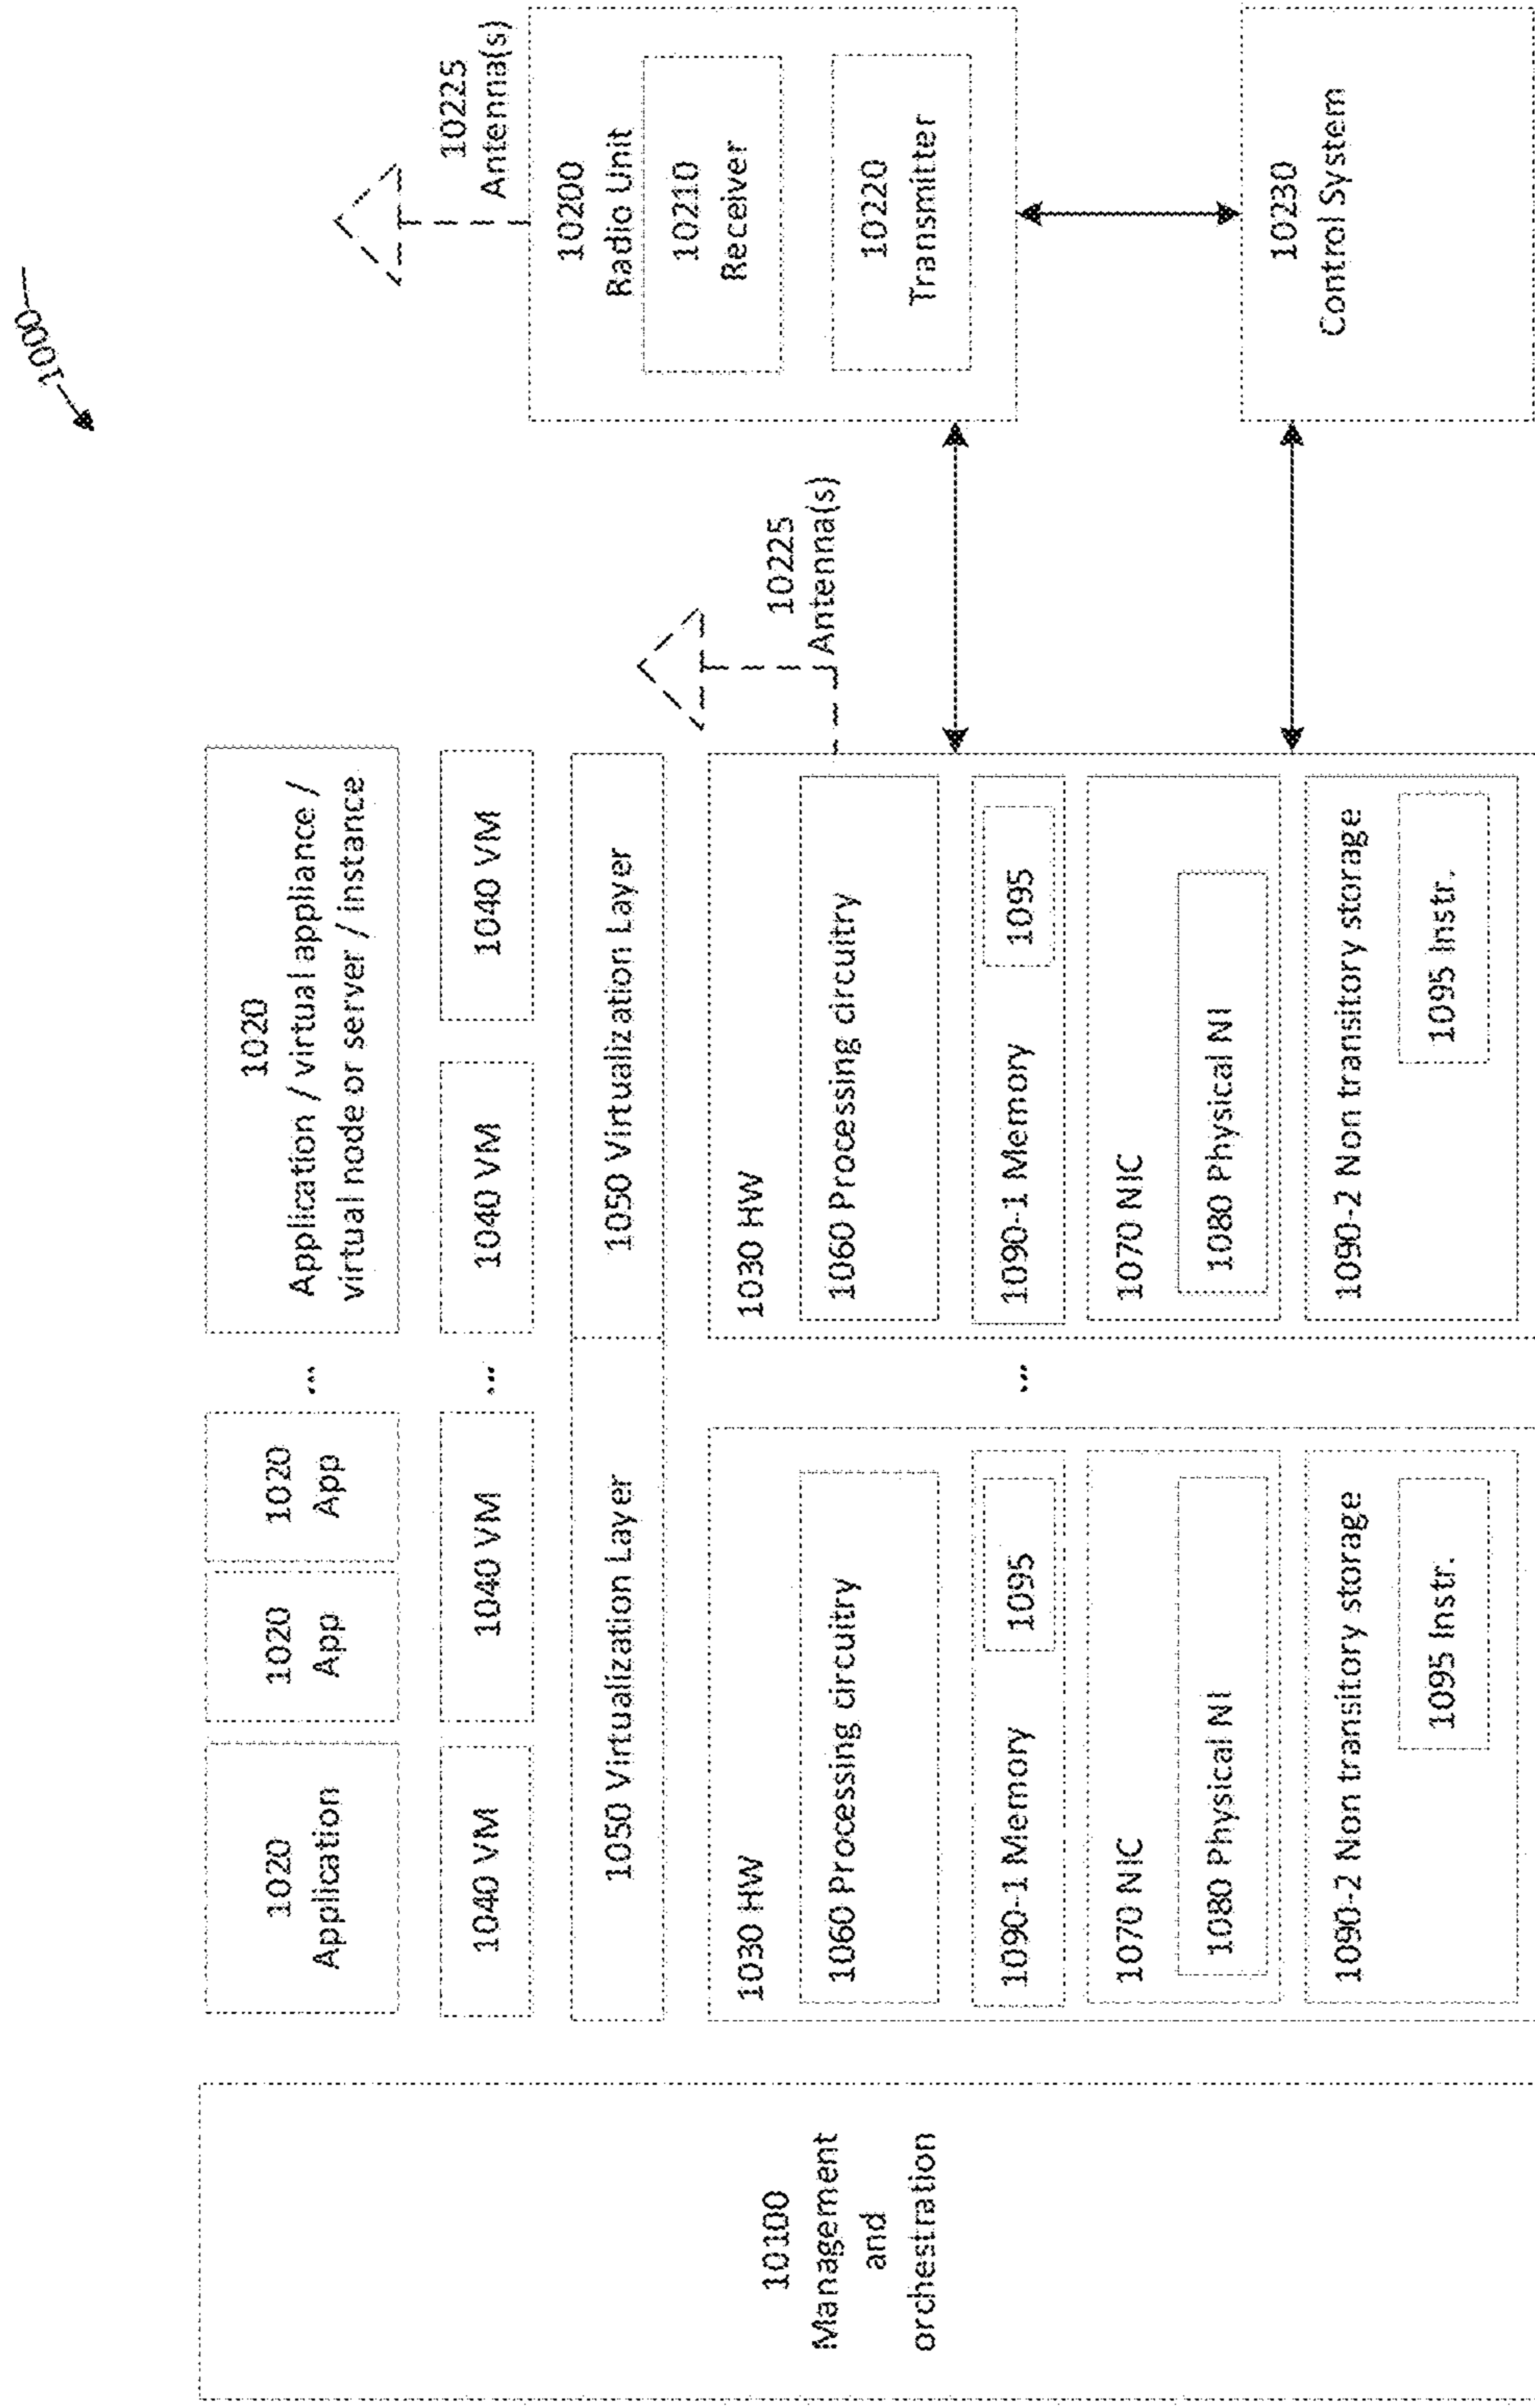 1000
10100
Management
and
orchestration
1020
Application
1020
App
1020
App
...
1020
Application / virtual appliance /
virtual node or server / instance
1040 VM
1040 VM
...
1040 VM
1040 VM
1050 Virtualization Layer
1050 Virtualization Layer
1030 HW
1060 Processing circuitry
1090-1 Memory
1095
1070 NIC
1080 Physical NI
1090-2 Non transitory storage
1095 Instr.
...
1030 HW
1060 Processing circuitry
1090-1 Memory
1095
1070 NIC
1080 Physical NI
1090-2 Non transitory storage
1095 Instr.
10225
Antenna(s)
10225
Antenna(s)
10200
Radio Unit
10210
Receiver
10220
Transmitter
10230
Control System